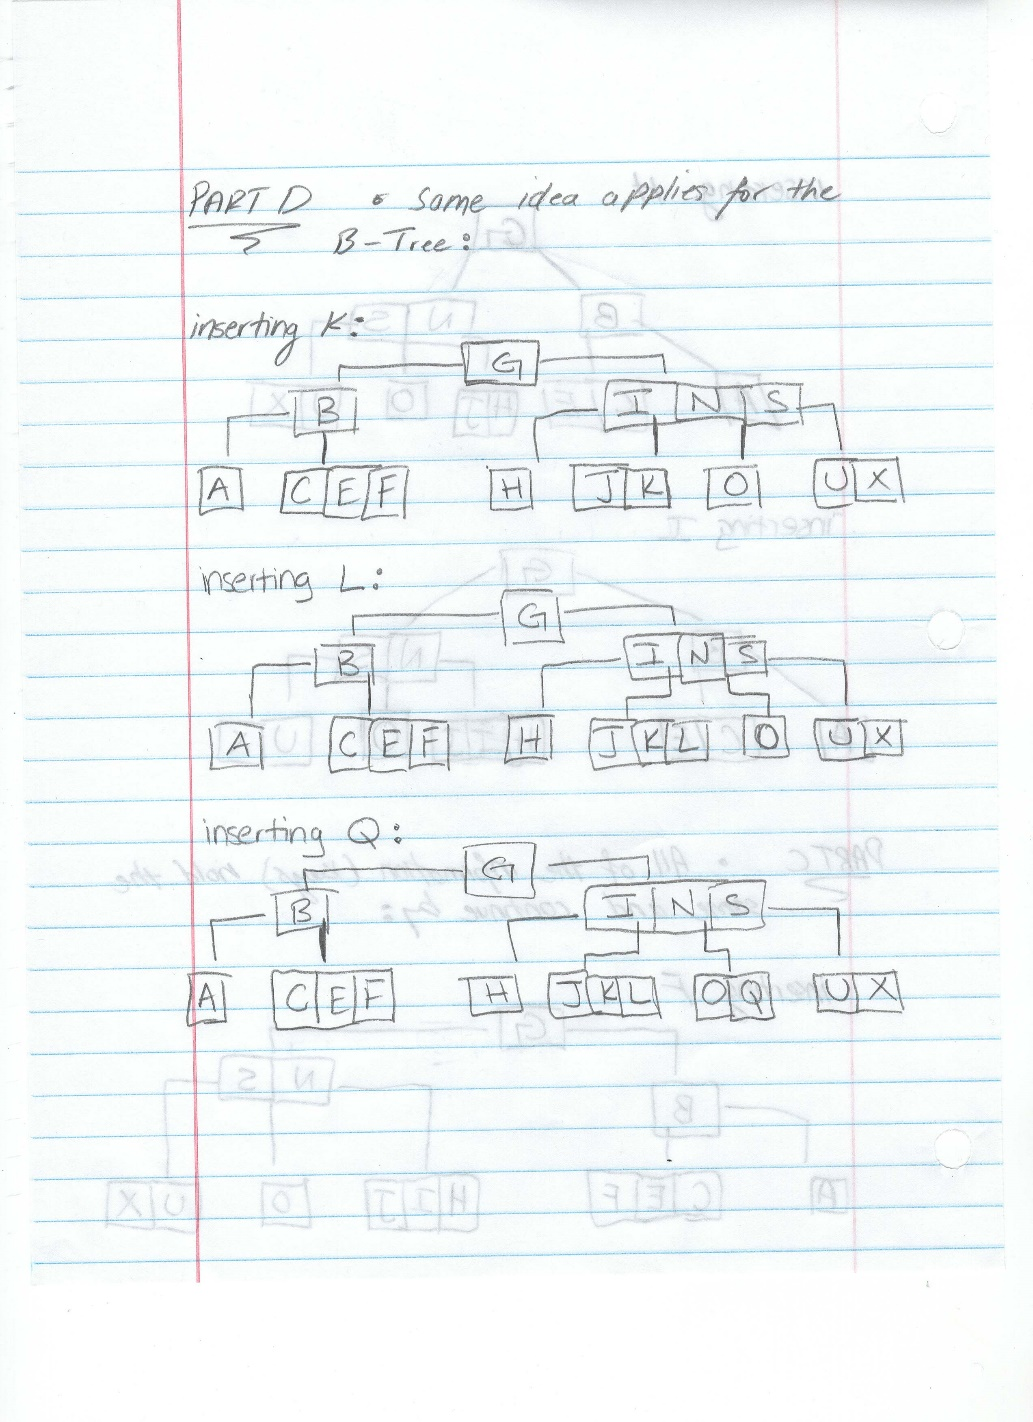 PART D • Same idea applies for the
B-Tree:
inserting K:
G
B I N S
A C E F H J K O U X
inserting L:
G
B I N S
A C E F H J K L O U X
inserting Q:
G
B I N S
A C E F H J K L O Q U X